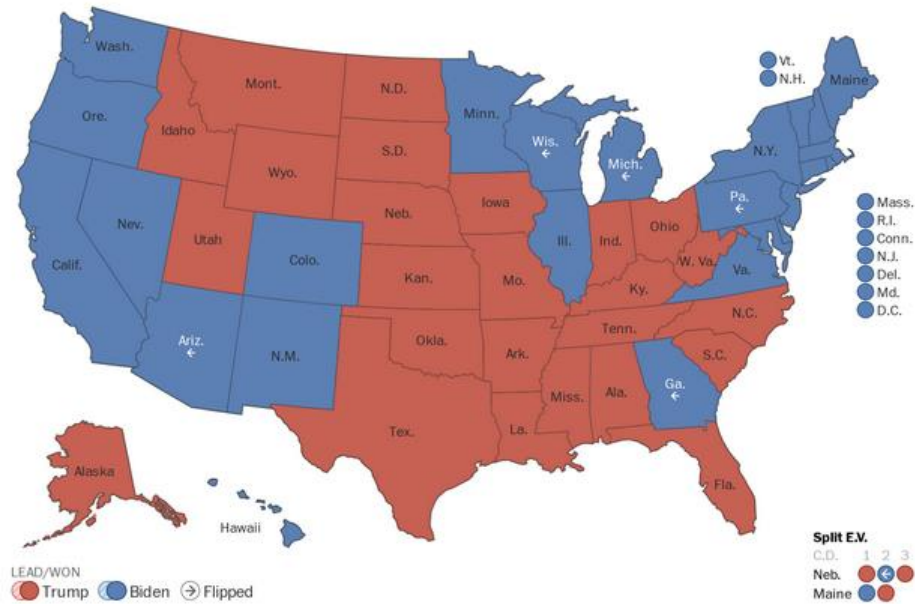 Wash.
Mont.
N.D.
Minn.
Vt.
N.H.
Maine
Ore.
Idaho
S.D.
Wis.
Mich.
N.Y.
Wyo.
Nev.
Neb.
Iowa
Pa.
Utah
Colo.
Ill.
Ind.
Ohio
Calif.
Kan.
Mo.
W. Va.
Va.
Ky.
Mass.
R.I.
Conn.
N.J.
Del.
Md.
D.C.
Ariz.
N.M.
Okla.
Ark.
Tenn.
N.C.
S.C.
Miss.
Ala.
Ga.
Tex.
La.
Fla.
Alaska
Hawaii
LEAD/WON
Trump Biden Flipped
Split E.V.
C.D. 1 2 3
Neb.
Maine